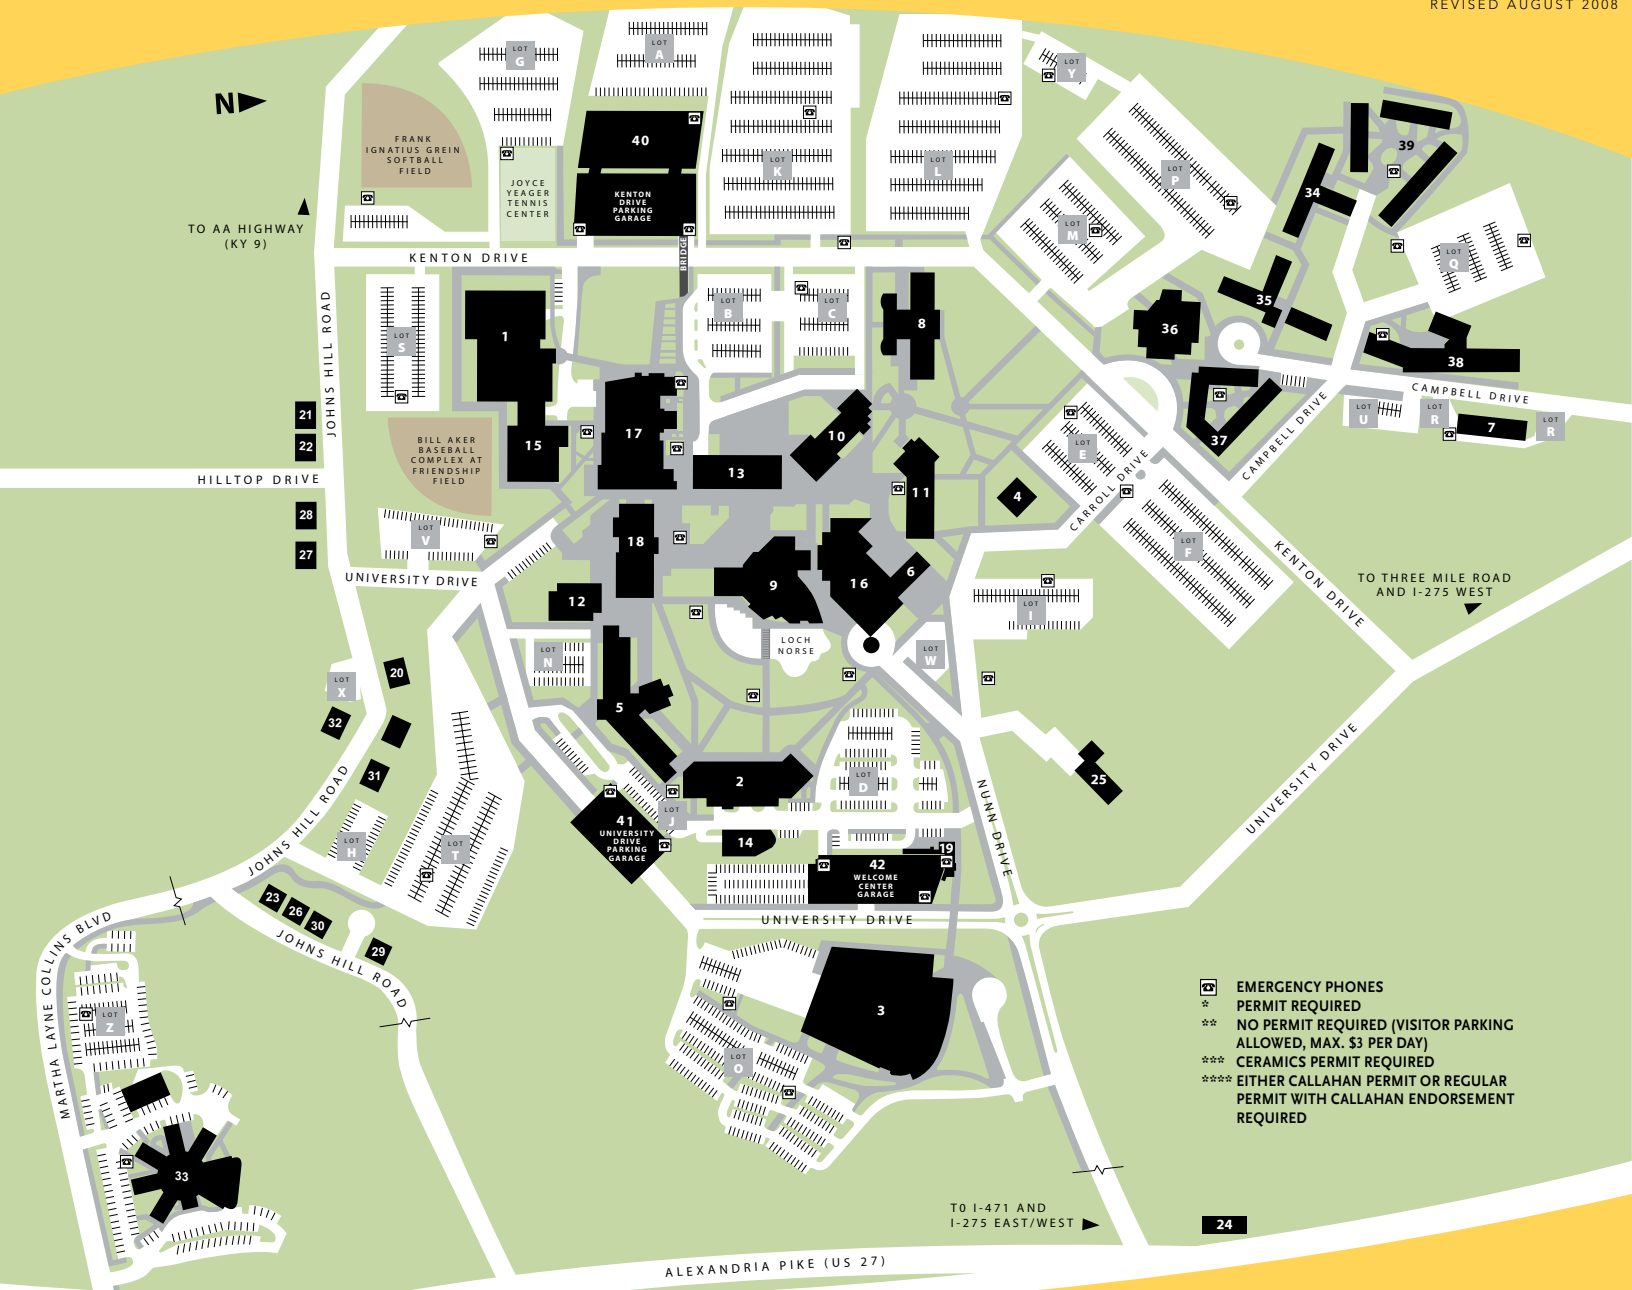 REVISED AUGUST 2008
N
LOT
G
LOT
A
LOT
Y
FRANK
IGNATIUS GREIN
SOFTBALL
FIELD
JOYCE
YEAGER
TENNIS
CENTER
40
KENTON
DRIVE
PARKING
GARAGE
LOT
K
LOT
L
LOT
P
LOT
M
39
34
LOT
Q
TO AA HIGHWAY
(KY 9)
KENTON DRIVE
BRIDGE
JOHNS HILL ROAD
LOT
S
1
LOT
B
LOT
C
8
35
36
38
CAMPBELL DRIVE
LOT
U
LOT
R
7
LOT
R
37
CAMPBELL DRIVE
21
22
BILL AKER
BASEBALL
COMPLEX AT
FRIENDSHIP
FIELD
15
17
10
13
11
4
LOT
E
CARROLL DRIVE
HILLTOP DRIVE
28
27
LOT
V
18
9
16
6
LOT
F
KENTON DRIVE
TO THREE MILE ROAD
AND I-275 WEST
UNIVERSITY DRIVE
12
LOT
I
LOT
N
LOCH
NORSE
LOT
W
20
LOT
X
32
5
31
2
LOT
D
25
NUNN DRIVE
UNIVERSITY DRIVE
JOHNS HILL ROAD
LOT
H
LOT
T
41
UNIVERSITY
DRIVE
PARKING
GARAGE
LOT
J
14
19
42
WELCOME
CENTER
GARAGE
23
26
30
29
JOHNS HILL ROAD
UNIVERSITY DRIVE
MARTHA LAYNE COLLINS BLVD
LOT
Z
3
LOT
O
33
EMERGENCY PHONES
* PERMIT REQUIRED
** NO PERMIT REQUIRED (VISITOR PARKING
ALLOWED, MAX. $3 PER DAY)
*** CERAMICS PERMIT REQUIRED
**** EITHER CALLAHAN PERMIT OR REGULAR
PERMIT WITH CALLAHAN ENDORSEMENT
REQUIRED
TO I-471 AND
I-275 EAST/WEST
24
ALEXANDRIA PIKE (US 27)